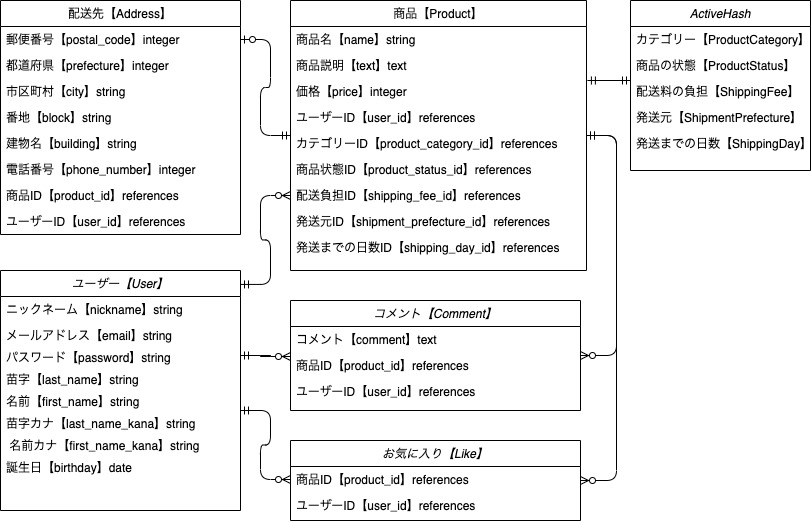 配送先【Address】
郵便番号【postal_code】integer
都道府県【prefecture】integer
市区町村【city】string
番地【block】string
建物名【building】string
電話番号【phone_number】integer
商品ID【product_id】references
ユーザーID【user_id】references
商品【Product】
商品名【name】string
商品説明【text】text
価格【price】integer
ユーザーID【user_id】references
カテゴリーID【product_category_id】references
商品状態ID【product_status_id】references
配送負担ID【shipping_fee_id】references
発送元ID【shipment_prefecture_id】references
発送までの日数ID【shipping_day_id】references
ActiveHash
カテゴリー【ProductCategory】
商品の状態【ProductStatus】
配送料の負担【ShippingFee】
発送元【ShipmentPrefecture】
発送までの日数【ShippingDay】
ユーザー【User】
ニックネーム【nickname】string
メールアドレス【email】string
パスワード【password】string
苗字【last_name】string
名前【first_name】string
苗字カナ【last_name_kana】string
名前カナ【first_name_kana】string
誕生日【birthday】date
コメント【Comment】
コメント【comment】text
商品ID【product_id】references
ユーザーID【user_id】references
お気に入り【Like】
商品ID【product_id】references
ユーザーID【user_id】references